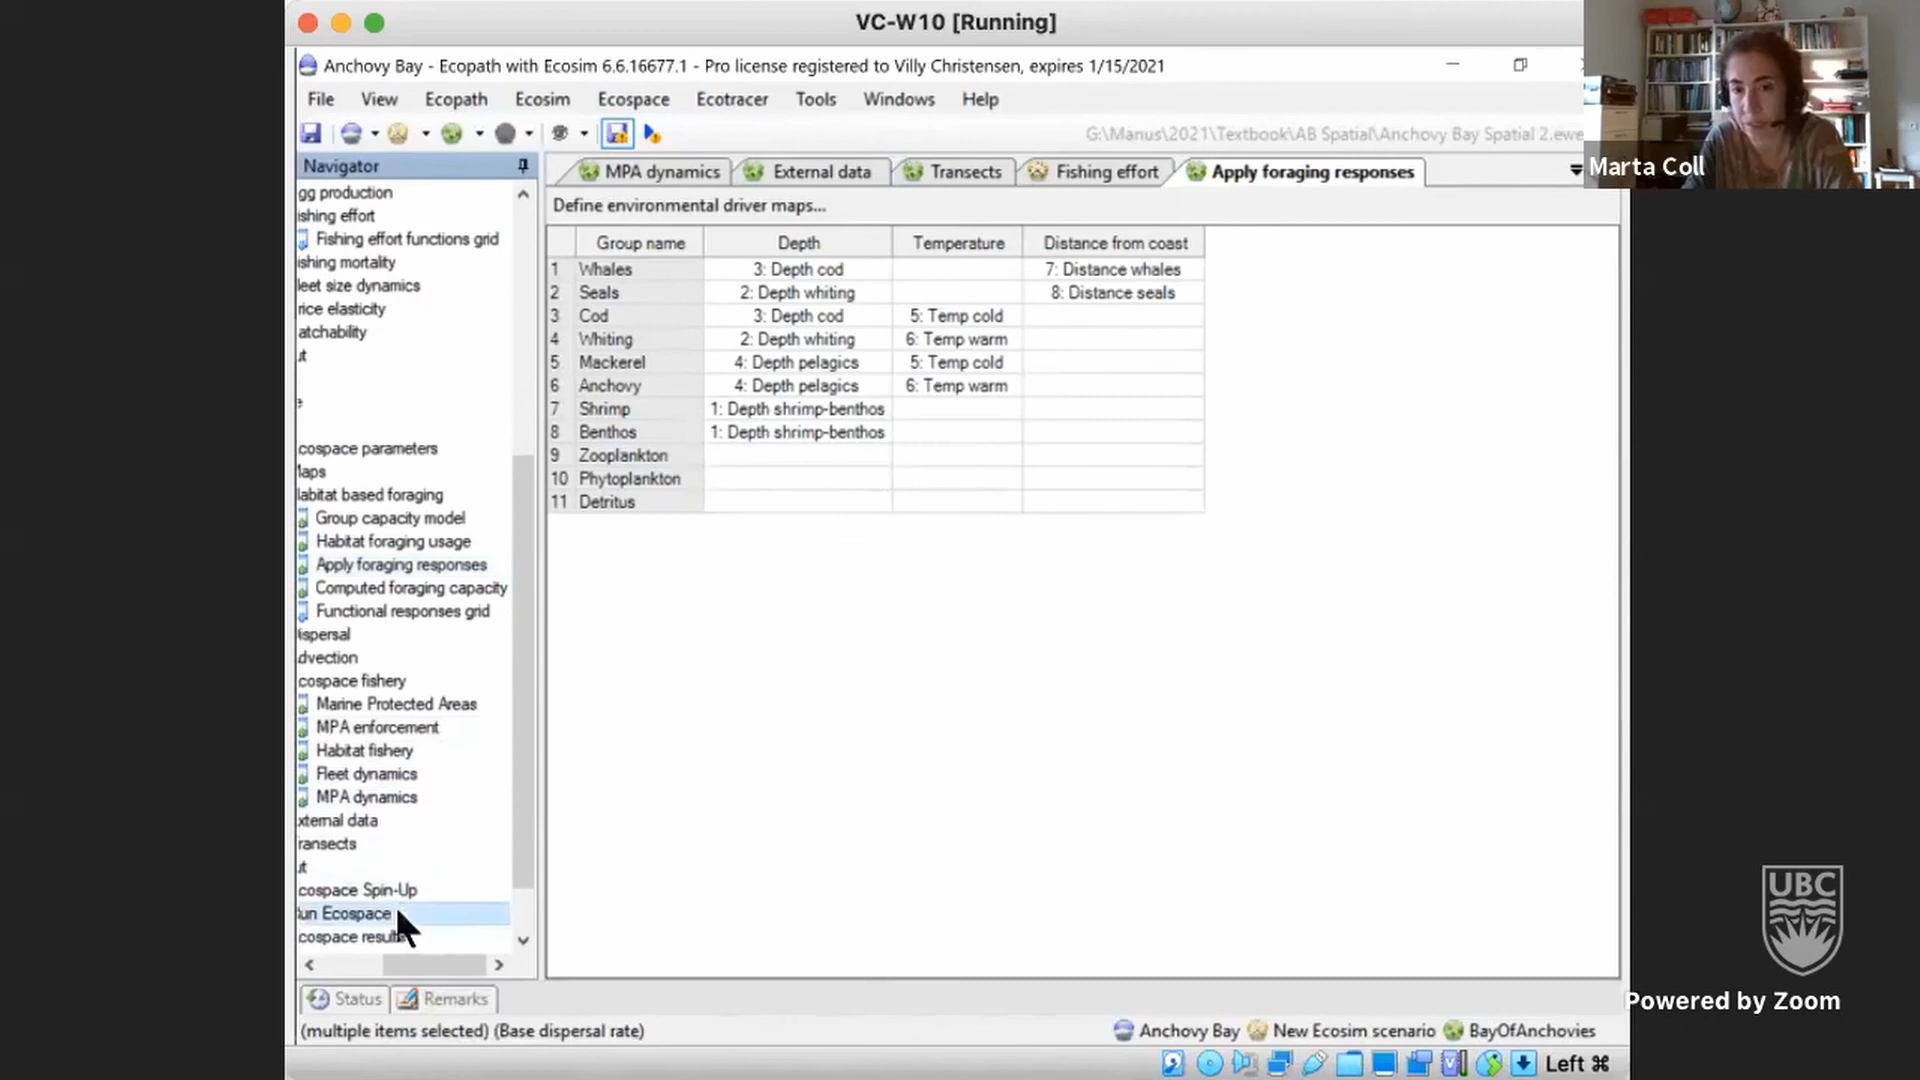 VC-W10 [Running]
Anchovy Bay - Ecopath with Ecosim 6.6.16677.1 - Pro license registered to Villy Christensen, expires 1/15/2021
File View Ecopath Ecosim Ecospace Ecotracer Tools Windows Help
G:\Manus\2021\Textbook\AB Spatial\Anchovy Bay Spatial 2.ewe
Marta Coll
Navigator
MPA dynamics External data Transects Fishing effort Apply foraging responses
Define environmental driver maps...
gg production
ishing effort
Fishing effort functions grid
ishing mortality
leet size dynamics
rice elasticity
atchability
ut
e
cospace parameters
Maps
labitat based foraging
Group capacity model
Habitat foraging usage
Apply foraging responses
Computed foraging capacity
Functional responses grid
ispersal
dvection
cospace fishery
Marine Protected Areas
MPA enforcement
Habitat fishery
Fleet dynamics
MPA dynamics
xternal data
ransects
ut
cospace Spin-Up
Run Ecospace
cospace results
Group name Depth Temperature Distance from coast
1 Whales 3: Depth cod 7: Distance whales
2 Seals 2: Depth whiting 8: Distance seals
3 Cod 3: Depth cod 5: Temp cold
4 Whiting 2: Depth whiting 6: Temp warm
5 Mackerel 4: Depth pelagics 5: Temp cold
6 Anchovy 4: Depth pelagics 6: Temp warm
7 Shrimp 1: Depth shrimp-benthos
8 Benthos 1: Depth shrimp-benthos
9 Zooplankton
10 Phytoplankton
11 Detritus
Status Remarks
(multiple items selected) (Base dispersal rate)
Anchovy Bay New Ecosim scenario BayOfAnchovies
Left ⌘
UBC
Powered by Zoom